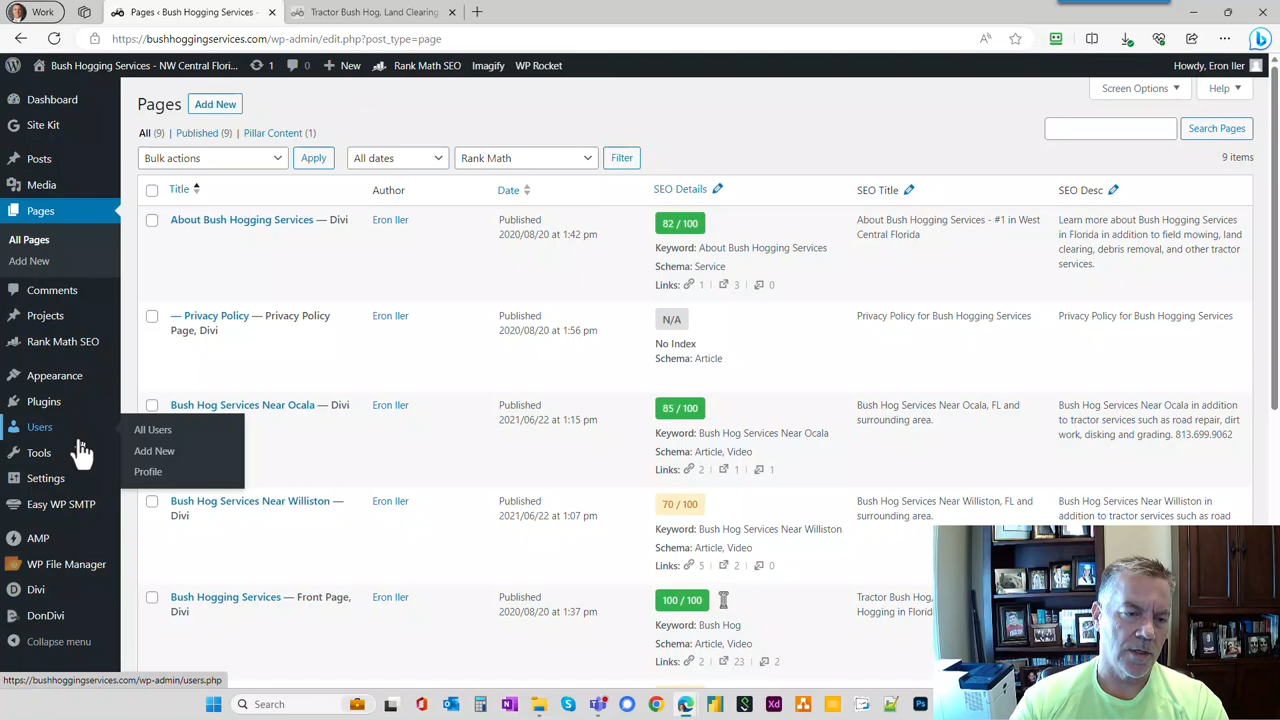 Work
Pages ‹ Bush Hogging Services -
Tractor Bush Hog, Land Clearing
https://bushhoggingservices.com/wp-admin/edit.php?post_type=page
Bush Hogging Services - NW Central Flori...
1
0
New
Rank Math SEO
Imagify
WP Rocket
Howdy, Eron Iler
Dashboard
Site Kit
Posts
Media
Pages
All Pages
Add New
Comments
Projects
Rank Math SEO
Appearance
Plugins
Users
Tools
Settings
Easy WP SMTP
AMP
WP File Manager
Divi
DonDivi
Collapse menu
All Users
Add New
Profile
Pages
Add New
Screen Options
Help
All (9) | Published (9) | Pillar Content (1)
Search Pages
Bulk actions
Apply
All dates
Rank Math
Filter
9 items
Title
Author
Date
SEO Details
SEO Title
SEO Desc
About Bush Hogging Services — Divi
Eron Iler
Published
2020/08/20 at 1:42 pm
82 / 100
Keyword: About Bush Hogging Services
Schema: Service
Links: 1 | 3 | 0
About Bush Hogging Services - #1 in West
Central Florida
Learn more about Bush Hogging Services
in Florida in addition to field mowing, land
clearing, debris removal, and other tractor
services.
— Privacy Policy — Privacy Policy
Page, Divi
Eron Iler
Published
2020/08/20 at 1:56 pm
N/A
No Index
Schema: Article
Privacy Policy for Bush Hogging Services
Privacy Policy for Bush Hogging Services
Bush Hog Services Near Ocala — Divi
Eron Iler
Published
2021/06/22 at 1:15 pm
85 / 100
Keyword: Bush Hog Services Near Ocala
Schema: Article, Video
Links: 2 | 1 | 1
Bush Hog Services Near Ocala, FL and
surrounding area.
Bush Hog Services Near Ocala in addition
to tractor services such as road repair, dirt
work, disking and grading. 813.699.9062
Bush Hog Services Near Williston —
Divi
Eron Iler
Published
2021/06/22 at 1:07 pm
70 / 100
Keyword: Bush Hog Services Near Williston
Schema: Article, Video
Links: 5 | 2 | 0
Bush Hog Services Near Williston, FL and
surrounding area.
Bush Hog Services Near Williston in
addition to tractor services such as road
Bush Hogging Services — Front Page,
Divi
Eron Iler
Published
2020/08/20 at 1:37 pm
100 / 100
Keyword: Bush Hog
Schema: Article, Video
Links: 2 | 23 | 2
Tractor Bush Hog,
Hogging in Florid
https://bushhoggingservices.com/wp-admin/users.php
Search
Xd
Ps